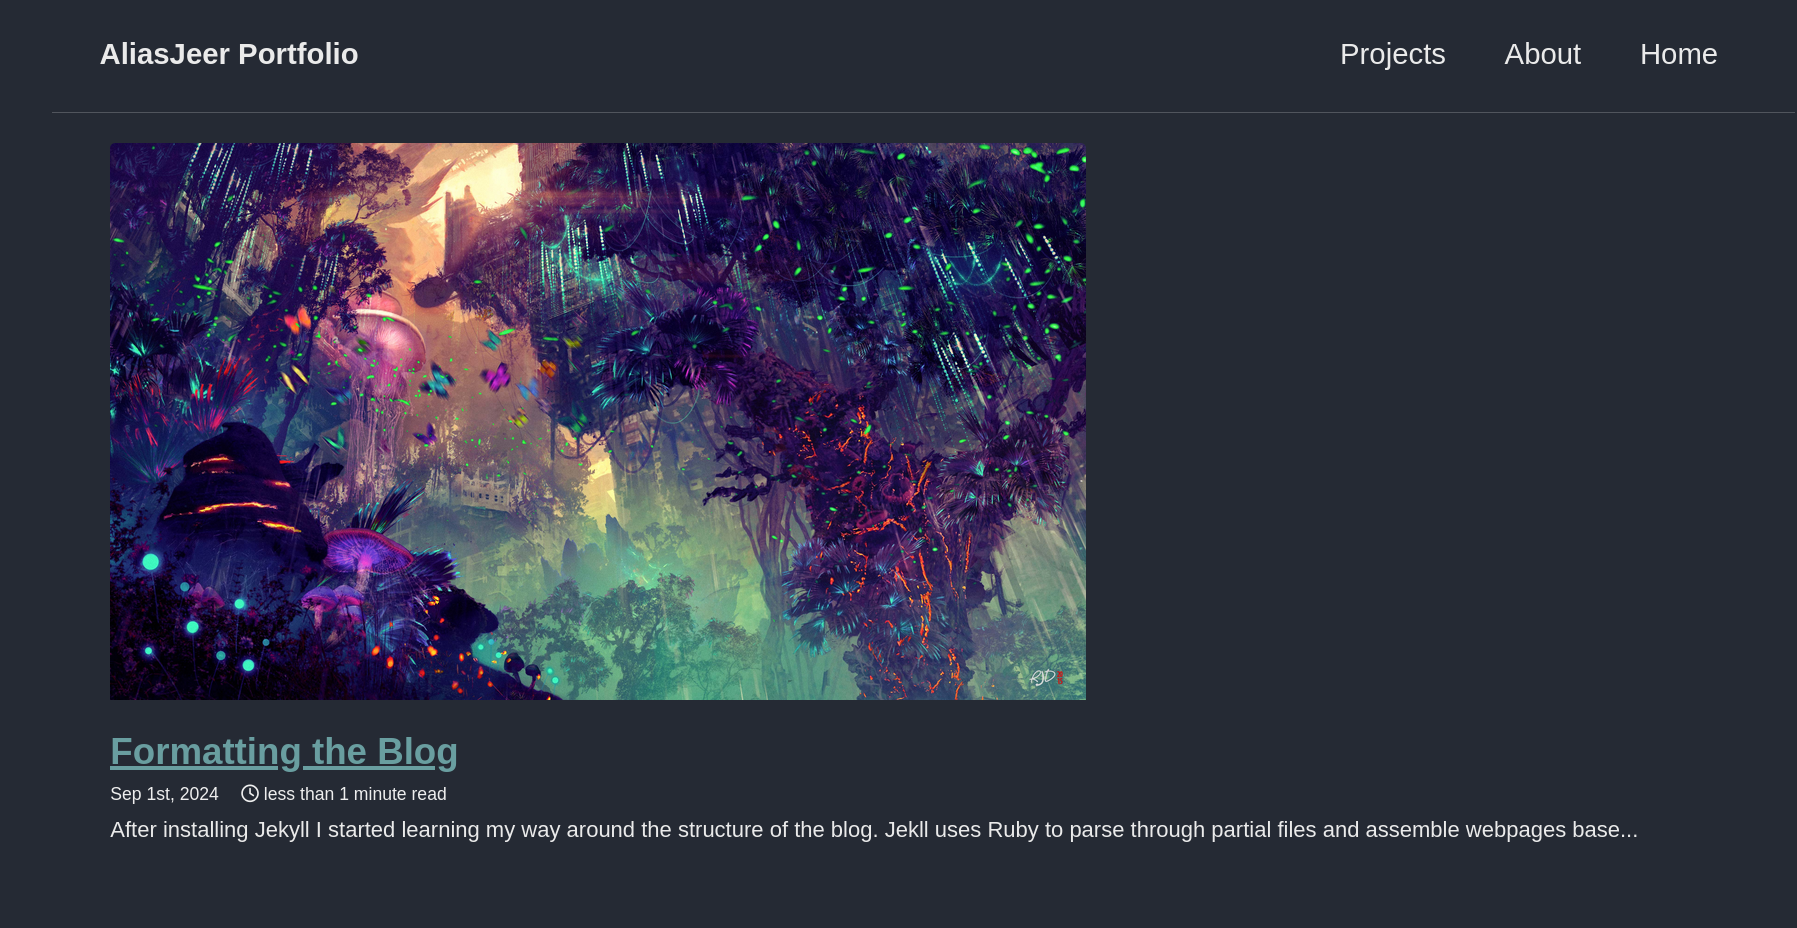 AliasJeer Portfolio
Projects About Home
Formatting the Blog
Sep 1st, 2024 less than 1 minute read
After installing Jekyll I started learning my way around the structure of the blog. Jekll uses Ruby to parse through partial files and assemble webpages base...